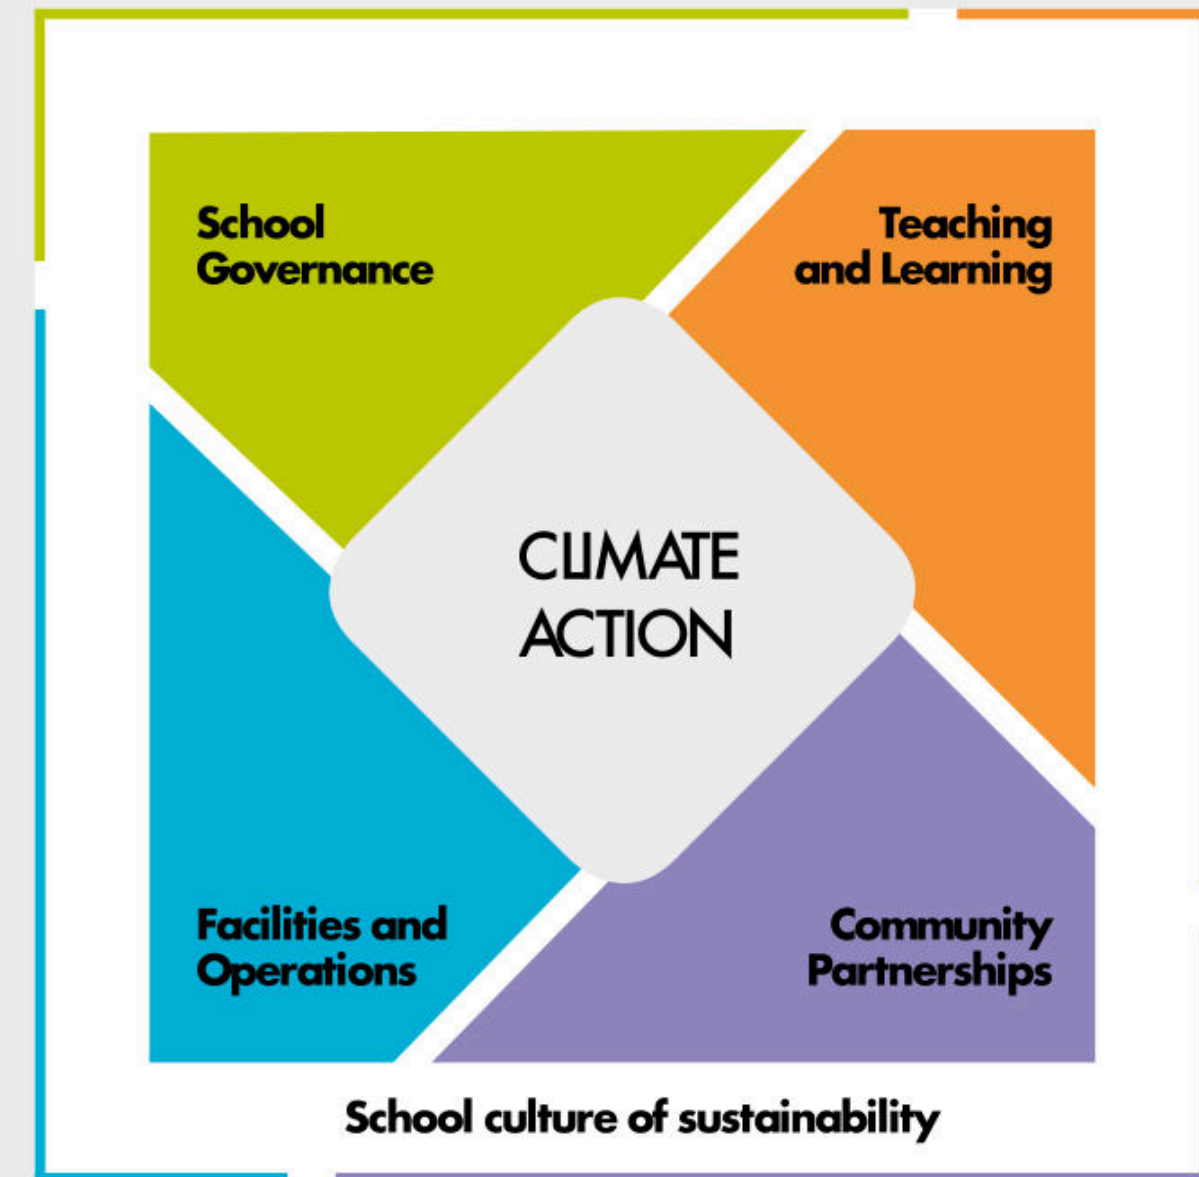 School
Governance
Teaching
and Learning
CLIMATE
ACTION
Facilities and
Operations
Community
Partnerships
School culture of sustainability